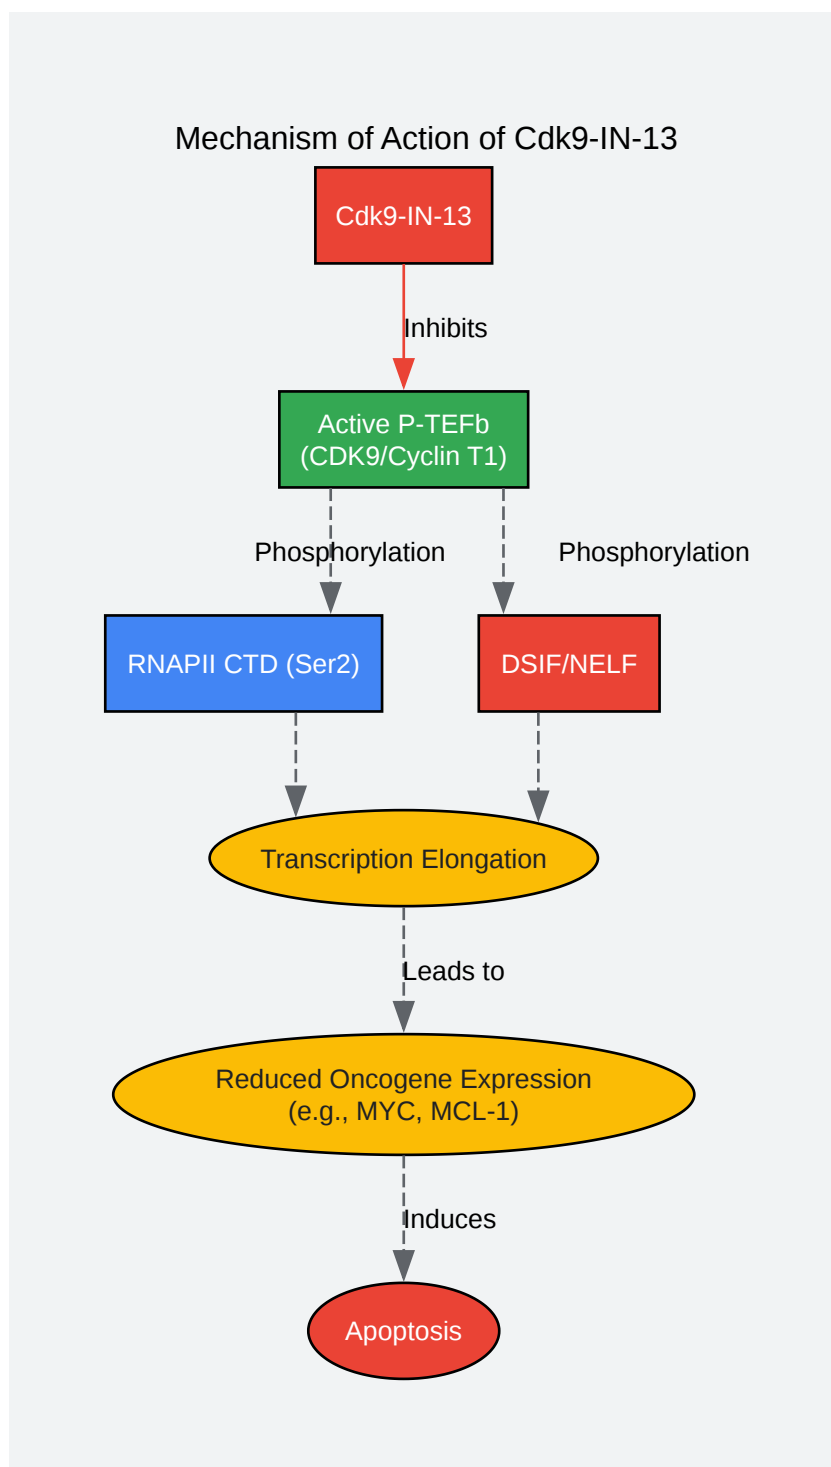 Mechanism of Action of Cdk9-IN-13
Cdk9-IN-13
Inhibits
Active P-TEFb
(CDK9/Cyclin T1)
Phosphorylation
Phosphorylation
RNAPII CTD (Ser2)
DSIF/NELF
Transcription Elongation
Leads to
Reduced Oncogene Expression
(e.g., MYC, MCL-1)
Induces
Apoptosis